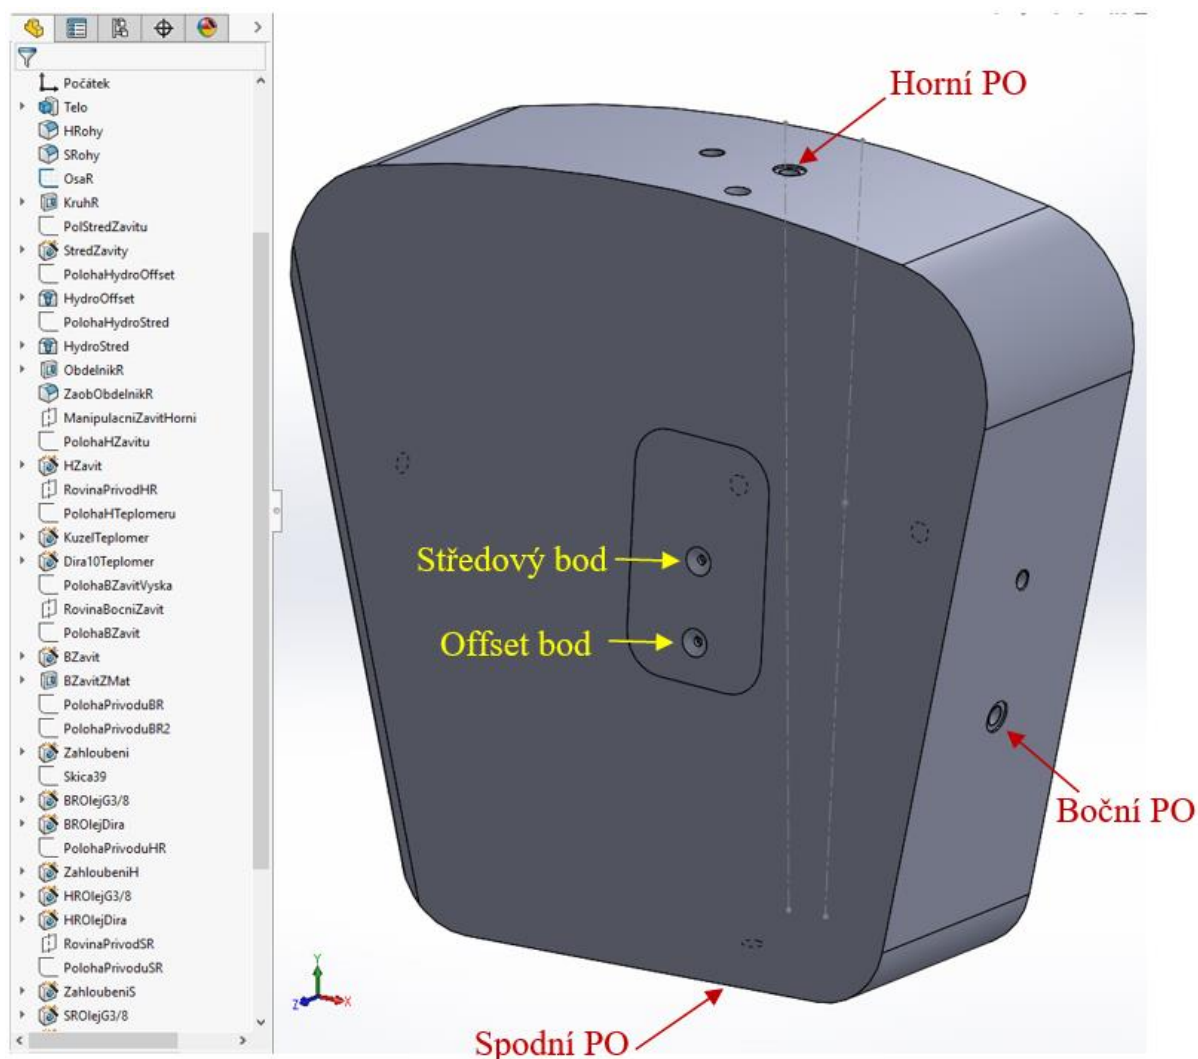 Počátek
Telo
HRohy
SRohy
OsaR
KruhR
PolStredZavitu
StredZavity
PolohaHydroOffset
HydroOffset
PolohaHydroStred
HydroStred
ObdelnikR
ZaobObdelnikR
ManipulacniZavitHorni
PolohaHZavitu
HZavit
RovinaPrivodHR
PolohaHTeplomeru
KuzelTeplomer
Dira10Teplomer
PolohaBZavitVyska
RovinaBocniZavit
PolohaBZavit
BZavit
BZavitZMat
PolohaPrivoduBR
PolohaPrivoduBR2
Zahloubeni
Skica39
BROlejG3/8
BROlejDira
PolohaPrivoduHR
ZahloubeniH
HROlejG3/8
HROlejDira
RovinaPrivodSR
PolohaPrivoduSR
ZahloubeniS
SROlejG3/8
Horní PO
Středový bod
Offset bod
Boční PO
Spodní PO
Y
Z
X